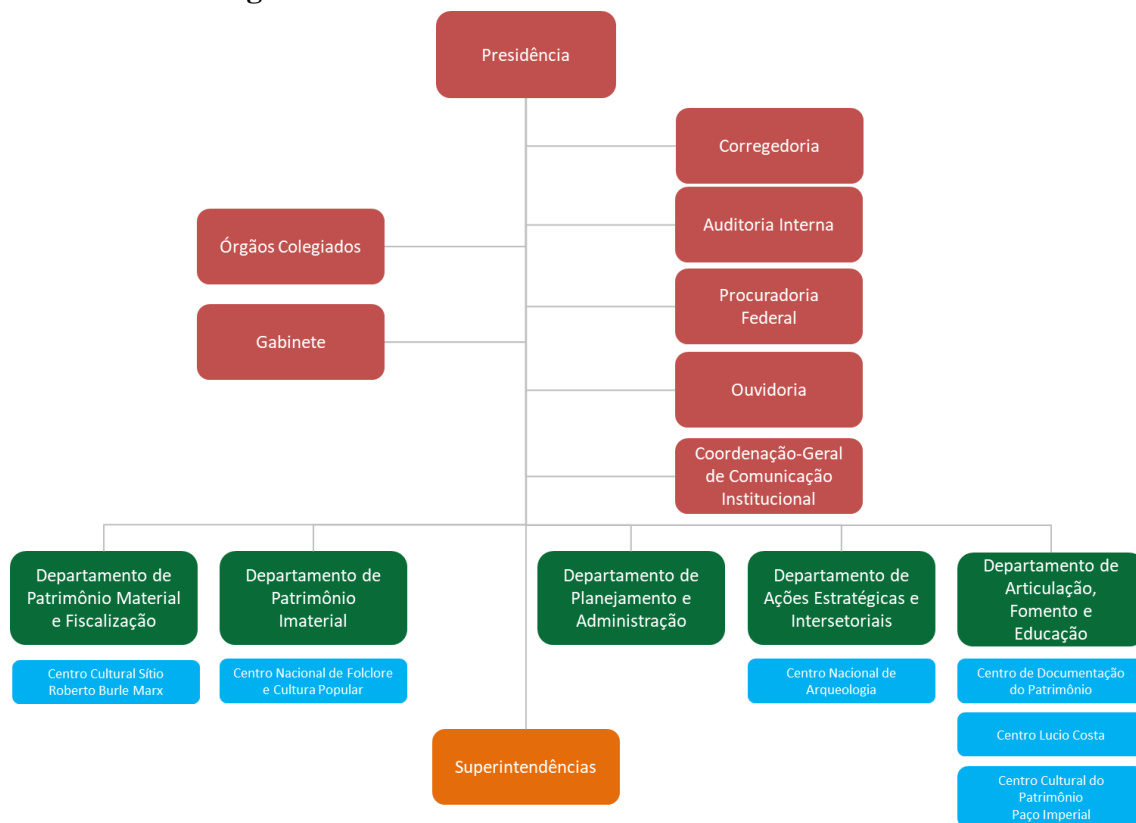 Presidência
Corregedoria
Auditoria Interna
Órgãos Colegiados
Procuradoria
Federal
Gabinete
Ouvidoria
Coordenação-Geral
de Comunicação
Institucional
Departamento de
Patrimônio Material
e Fiscalização
Departamento de
Patrimônio
Imaterial
Departamento de
Planejamento e
Administração
Departamento de
Ações Estratégicas e
Intersetoriais
Departamento de
Articulação,
Fomento e
Educação
Centro Cultural Sítio
Roberto Burle Marx
Centro Nacional de Folclore
e Cultura Popular
Centro Nacional de
Arqueologia
Centro de Documentação
do Patrimônio
Centro Lucio Costa
Superintendências
Centro Cultural do
Patrimônio
Paço Imperial